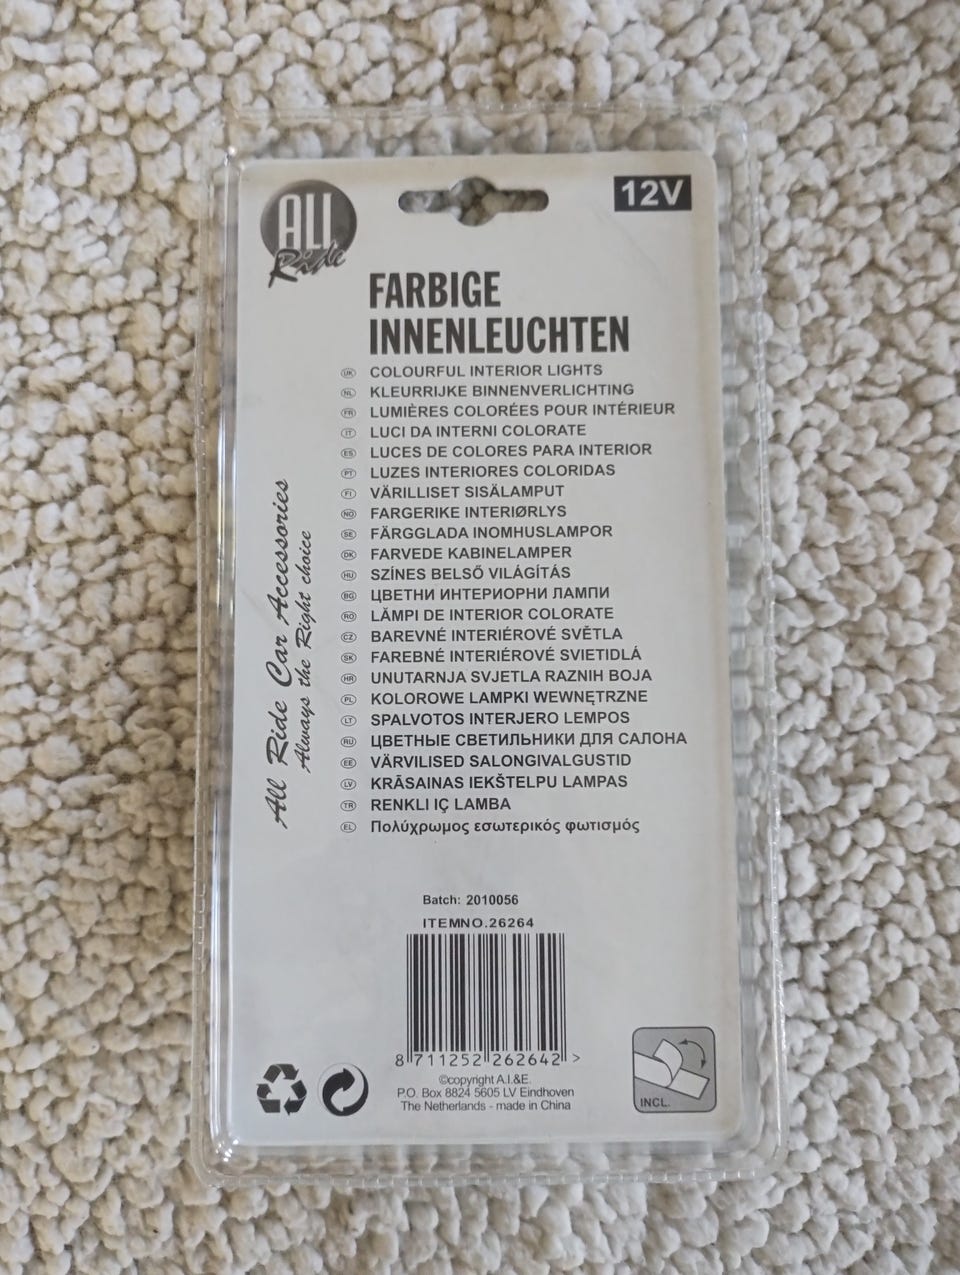 ALL
Ride
12V
FARBIGE
INNENLEUCHTEN
UK COLOURFUL INTERIOR LIGHTS
NL KLEURRIJKE BINNENVERLICHTING
FR LUMIÈRES COLORÉES POUR INTÉRIEUR
IT LUCI DA INTERNI COLORATE
ES LUCES DE COLORES PARA INTERIOR
PT LUZES INTERIORES COLORIDAS
FI VÄRILLISET SISÄLAMPUT
NO FARGERIKE INTERIØRLYS
SE FÄRGGLADA INOMHUSLAMPOR
DK FARVEDE KABINELAMPER
HU SZÍNES BELSŐ VILÁGÍTÁS
BG ЦВЕТНИ ИНТЕРИОРНИ ЛАМПИ
RO LĂMPI DE INTERIOR COLORATE
CZ BAREVNÉ INTERIÉROVÉ SVĚTLA
SK FAREBNÉ INTERIÉROVÉ SVIETIDLÁ
HR UNUTARNJA SVJETLA RAZNIH BOJA
PL KOLOROWE LAMPKI WEWNĘTRZNE
LT SPALVOTOS INTERJERO LEMPOS
RU ЦВЕТНЫЕ СВЕТИЛЬНИКИ ДЛЯ САЛОНА
EE VÄRVILISED SALONGIVALGUSTID
LV KRĀSAINAS IEKŠTELPU LAMPAS
TR RENKLI IÇ LAMBA
EL Πολύχρωμος εσωτερικός φωτισμός
All Ride Car Accessories
Always the Right choice
Batch: 2010056
ITEMNO.26264
8 711252 262642 >
©copyright A.I.&E.
P.O. Box 8824 5605 LV Eindhoven
The Netherlands - made in China
INCL.